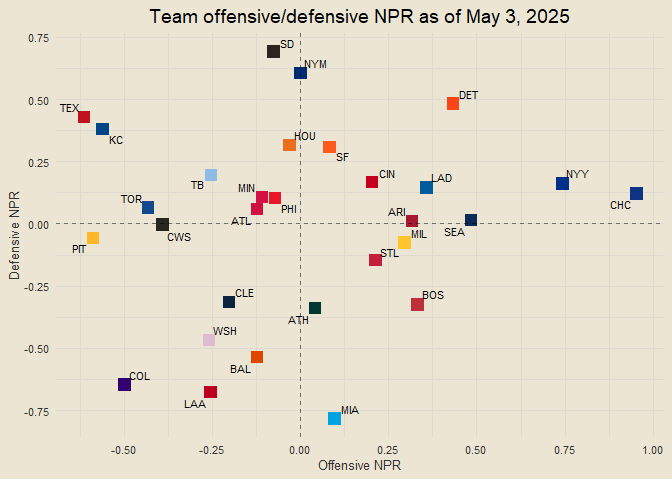 Team offensive/defensive NPR as of May 3, 2025
0.75
SD
NYM
0.50
DET
TEX
KC
HOU
SF
0.25
TB
MIN
CIN
LAD
NYY
TOR
PHI
ATL
ARI
CHC
0.00
CWS
SEA
PIT
MIL
STL
Defensive NPR
-0.25
CLE
BOS
ATH
WSH
-0.50
BAL
COL
LAA
MIA
-0.75
-0.50 -0.25 0.00 0.25 0.50 0.75 1.00
Offensive NPR